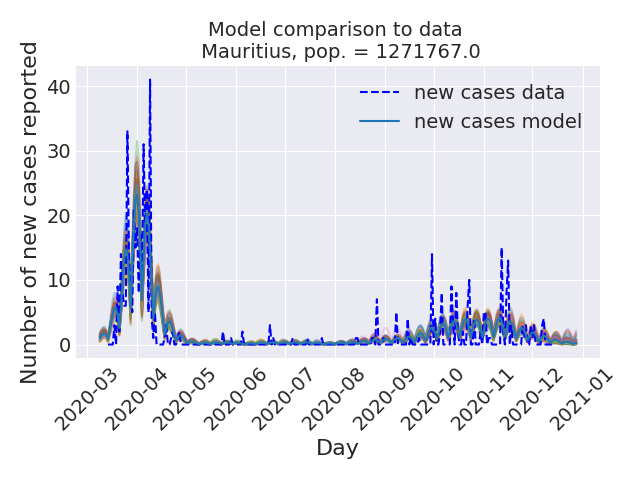 Model comparison to data
Mauritius, pop. = 1271767.0
Number of new cases reported
40
30
20
10
0
new cases data
new cases model
2020-03
2020-04
2020-05
2020-06
2020-07
2020-08
2020-09
2020-10
2020-11
2020-12
2021-01
Day